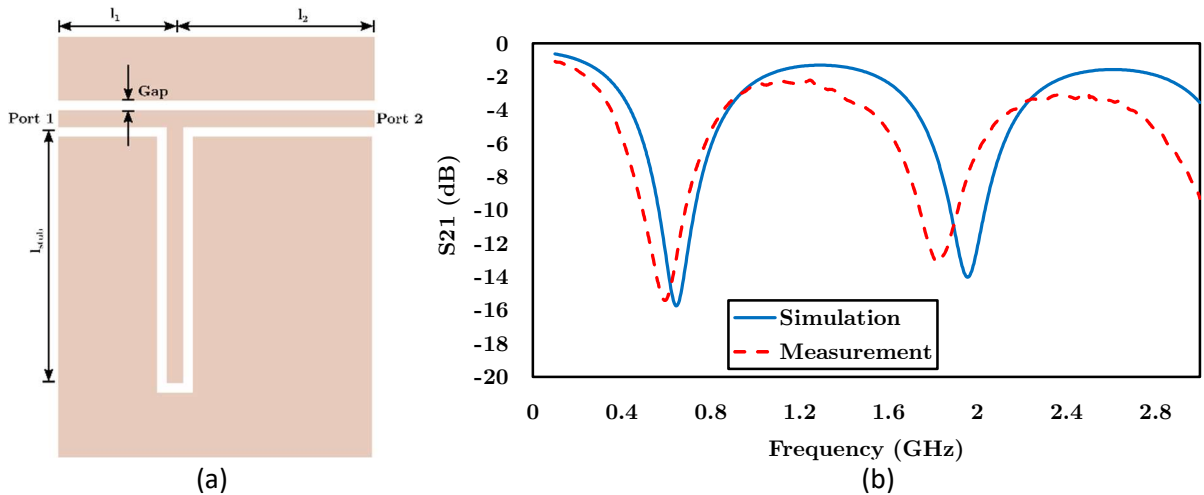 l₁
l₂
Gap
Port 1
Port 2
lstub
(a)
0
-2
-4
-6
-8
-10
-12
-14
-16
-18
-20
S21 (dB)
Simulation
Measurement
0
0.4
0.8
1.2
1.6
2
2.4
2.8
Frequency (GHz)
(b)